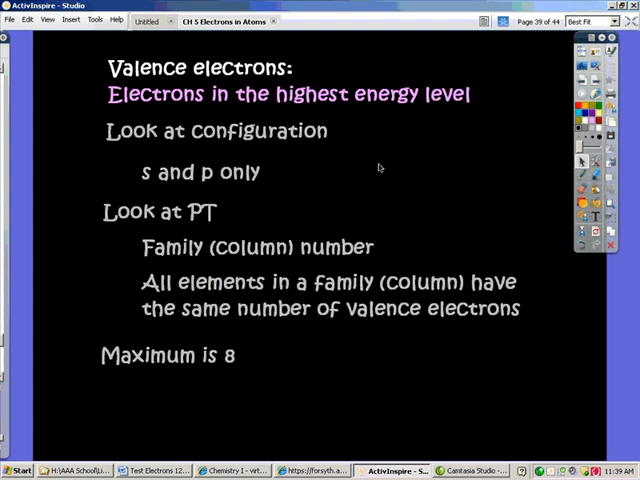 ActivInspire - Studio
File Edit View Insert Tools Help
Untitled
CH 5 Electrons in Atoms
Page 39 of 44
Best Fit
Valence electrons:
Electrons in the highest energy level
Look at configuration
s and p only
Look at PT
Family (column) number
All elements in a family (column) have
the same number of valence electrons
Maximum is 8
Start
H:\AAA School\Li...
Test Electrons 12...
Chemistry I - virt...
https://forsyth.a...
ActivInspire - S...
Camtasia Studio - ...
11:39 AM